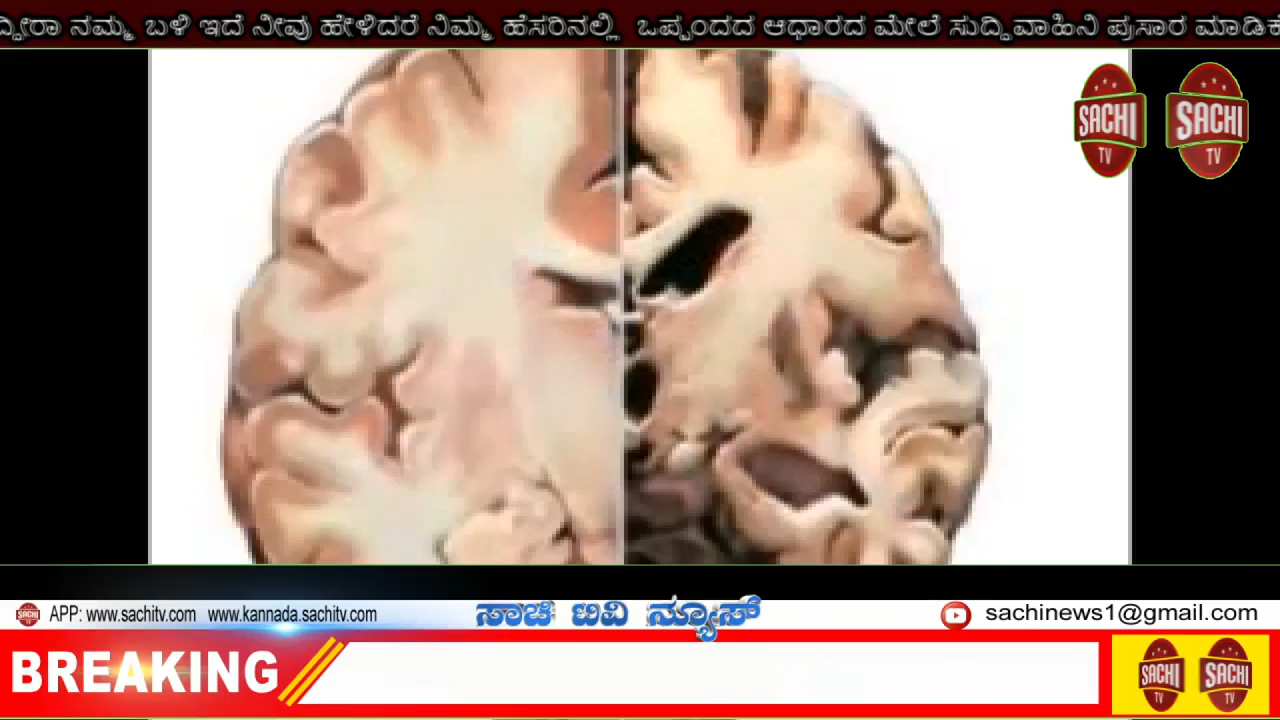 ನಮ್ಮ ಬಳಿ ಇದೆ ನೀವು ಹೇಳಿದರೆ ನಿಮ್ಮ ಹೆಸರಿನಲ್ಲಿ ಒಪ್ಪಂದದ ಆಧಾರದ ಮೇಲೆ ಸುದ್ದಿವಾಹಿನಿ ಪ್ರಸಾರ
SACHI TV SACHI TV
APP: www.sachitv.com www.kannada.sachitv.com ಸಾಚಿ ಟಿವಿ ನ್ಯೂಸ್ sachinews1@gmail.com
BREAKING
SACHI TV SACHI TV